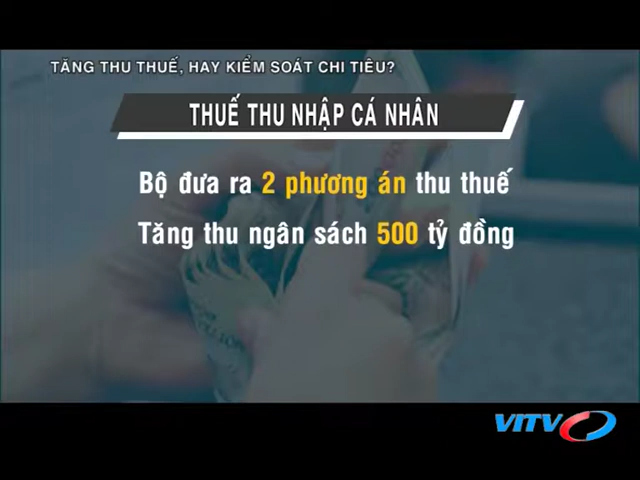 TĂNG THU THUẾ, HAY KIỂM SOÁT CHI TIÊU?
THUẾ THU NHẬP CÁ NHÂN
Bộ đưa ra 2 phương án thu thuế
Tăng thu ngân sách 500 tỷ đồng
VITV